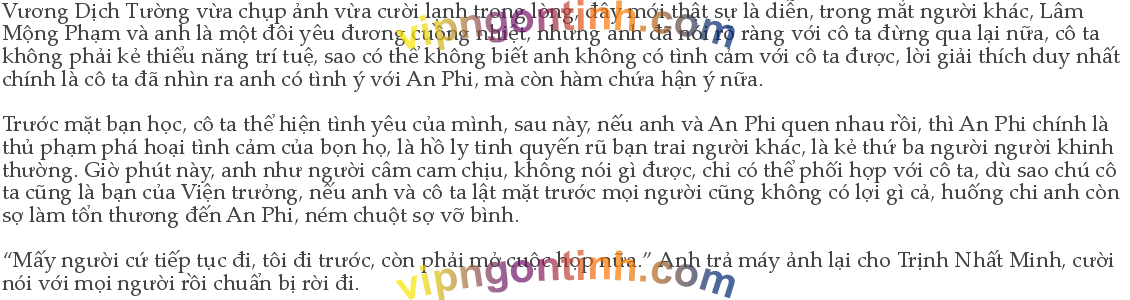 Vương Dịch Tường vừa chụp ảnh vừa cười lạnh trong lòng, đây mới thật sự là diễn, trong mắt người khác, Lâm
Mộng Phạm và anh là một đôi yêu đương cuồng nhiệt, nhưng anh đã nói rõ ràng với cô ta đừng qua lại nữa, cô ta
không phải kẻ thiểu năng trí tuệ, sao có thể không biết anh không có tình cảm với cô ta được, lời giải thích duy nhất
chính là cô ta đã nhìn ra anh có tình ý với An Phi, mà còn hàm chứa hận ý nữa.
Trước mặt bạn học, cô ta thể hiện tình yêu của mình, sau này, nếu anh và An Phi quen nhau rồi, thì An Phi chính là
thủ phạm phá hoại tình cảm của bọn họ, là hồ ly tinh quyến rũ bạn trai người khác, là kẻ thứ ba người người khinh
thường. Giờ phút này, anh như người câm cam chịu, không nói gì được, chỉ có thể phối hợp với cô ta, dù sao chú cô
ta cũng là bạn của Viện trưởng, nếu anh và cô ta lật mặt trước mọi người cũng không có lợi gì cả, huống chi anh còn
sợ làm tổn thương đến An Phi, ném chuột sợ vỡ bình.
“Mấy người cứ tiếp tục đi, tôi đi trước, còn phải mở cuộc họp nữa.” Anh trả máy ảnh lại cho Trịnh Nhất Minh, cười
nói với mọi người rồi chuẩn bị rời đi.
vipngontinh.com
vipngontinh.com